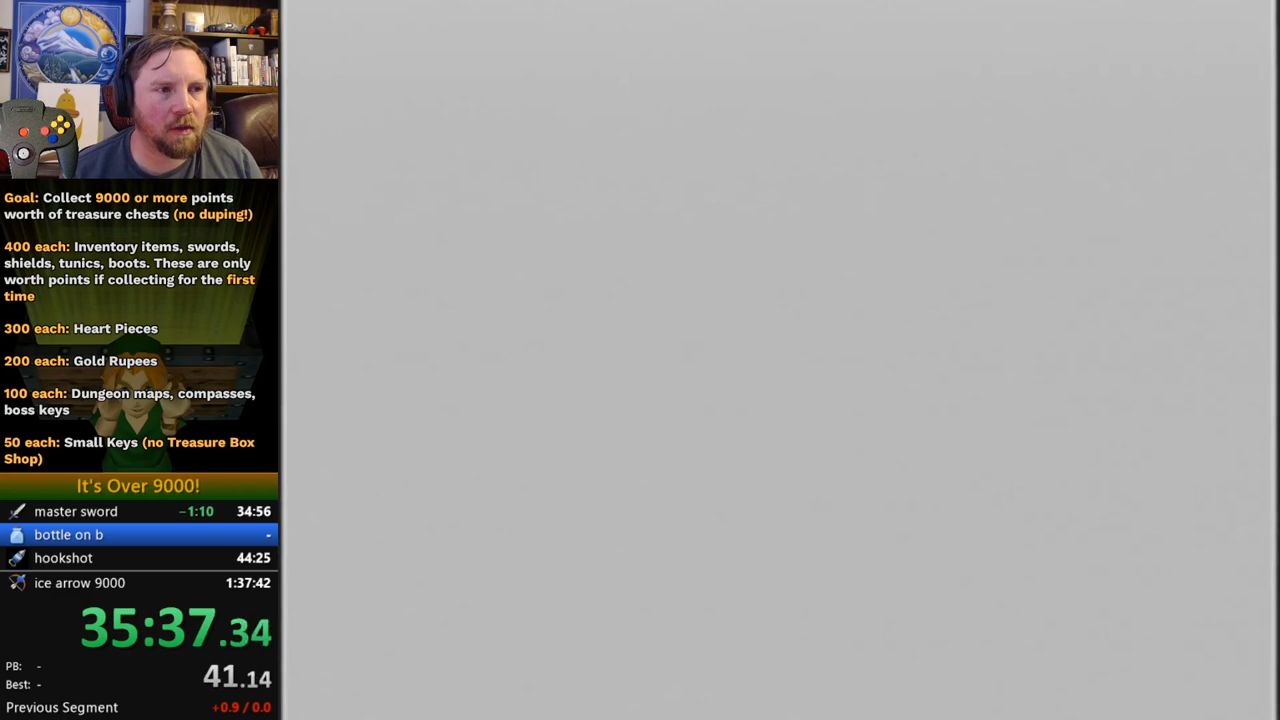 Goal: Collect 9000 or more points
worth of treasure chests (no duping!)
400 each: Inventory items, swords,
shields, tunics, boots. These are only
worth points if collecting for the first
time
300 each: Heart Pieces
200 each: Gold Rupees
100 each: Dungeon maps, compasses,
boss keys
50 each: Small Keys (no Treasure Box
Shop)
It's Over 9000!
master sword -1:10 34:56
bottle on b -
hookshot 44:25
ice arrow 9000 1:37:42
35:37.34
PB: -
Best: -
41.14
Previous Segment +0.9 / 0.0